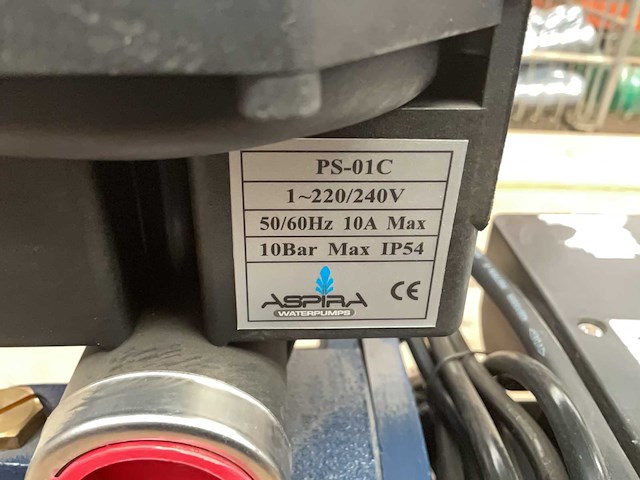 PS-01C
1~220/240V
50/60Hz 10A Max
10Bar Max IP54
ASPIRA
WATERPUMPS
CE